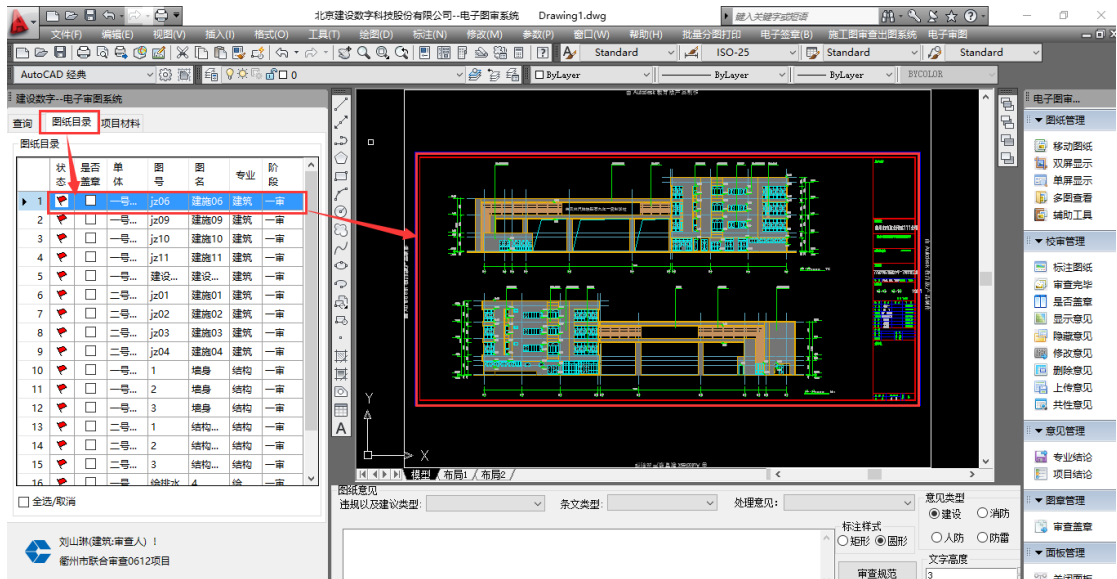 北京建设数字科技股份有限公司--电子图审系统 Drawing1.dwg
键入关键字或短语
文件(F) 编辑(E) 视图(V) 插入(I) 格式(O) 工具(T) 绘图(D) 标注(N) 修改(M) 参数(P) 窗口(W) 帮助(H) 批量分图打印 电子签章(B) 施工图审查出图系统 电子审图
Standard ISO-25 Standard Standard
AutoCAD 经典 0 ByLayer ByLayer ByLayer BYCOLOR
建设数字--电子审图系统
查询 图纸目录 项目材料
图纸目录
状态 是否盖章 单体 图号 图名 专业 阶段
1 一号... jz06 建施06 建筑 一审
2 一号... jz09 建施09 建筑 一审
3 一号... jz10 建施10 建筑 一审
4 一号... jz11 建施11 建筑 一审
5 一号... 建设... 建设... 建筑 一审
6 二号... jz01 建施01 建筑 一审
7 二号... jz02 建施02 建筑 一审
8 二号... jz03 建施03 建筑 一审
9 二号... jz04 建施04 建筑 一审
10 一号... 1 墙身 结构 一审
11 一号... 2 墙身 结构 一审
12 一号... 3 墙身 结构 一审
13 二号... 1 结构... 结构 一审
14 二号... 2 结构... 结构 一审
15 二号... 3 结构... 结构 一审
16 一号 给排水 4 给 一审
全选/取消
刘山琳(建筑:审查人) !
衢州市联合审查0612项目
由 Autodesk 教育版产品制作
Y
X
模型 布局1 布局2
图纸意见
违规以及建议类型: 条文类型: 处理意见:
意见类型
建设 消防
人防 防雷
标注样式
矩形 圆形
文字高度
审查规范 3
电子图审...
图纸管理
移动图纸
双屏显示
单屏显示
多图查看
辅助工具
校审管理
标注图纸
审查完毕
是否盖章
显示意见
隐藏意见
修改意见
删除意见
上传意见
共性意见
意见管理
专业结论
项目结论
图章管理
审查盖章
面板管理
关闭面板